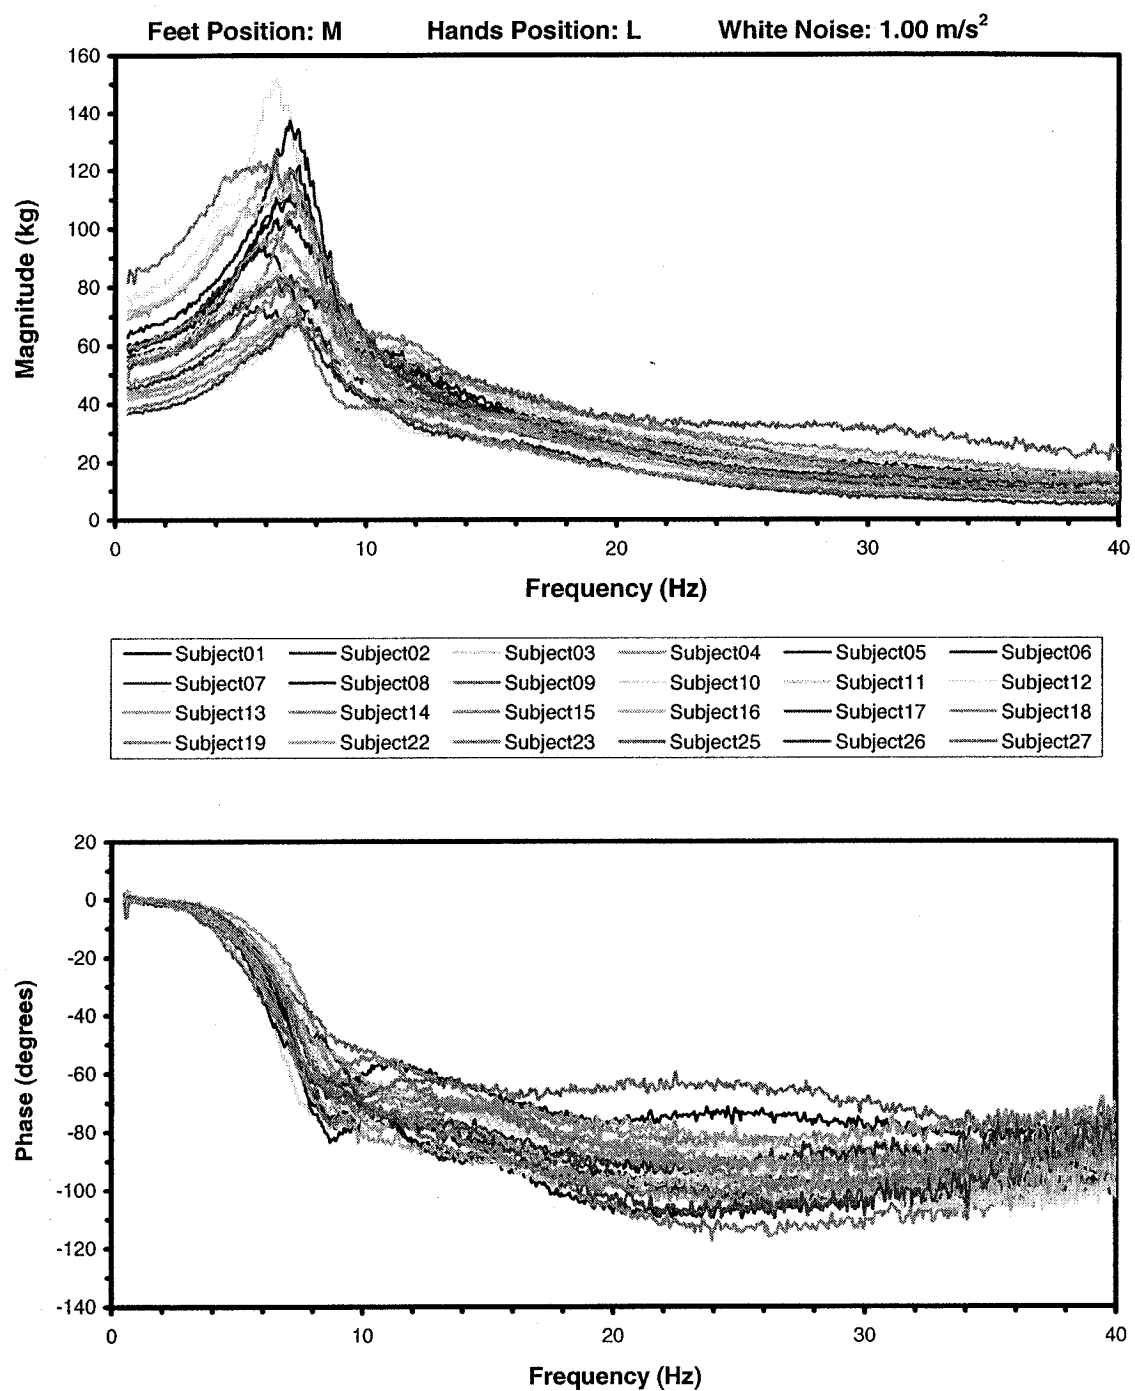 Feet Position: M Hands Position: L White Noise: 1.00 m/s²
160
140
120
100
80
60
40
20
0
Magnitude (kg)
0 10 20 30 40
Frequency (Hz)
Subject01 Subject02 Subject03 Subject04 Subject05 Subject06
Subject07 Subject08 Subject09 Subject10 Subject11 Subject12
Subject13 Subject14 Subject15 Subject16 Subject17 Subject18
Subject19 Subject22 Subject23 Subject25 Subject26 Subject27
20
0
-20
-40
-60
-80
-100
-120
-140
Phase (degrees)
0 10 20 30 40
Frequency (Hz)